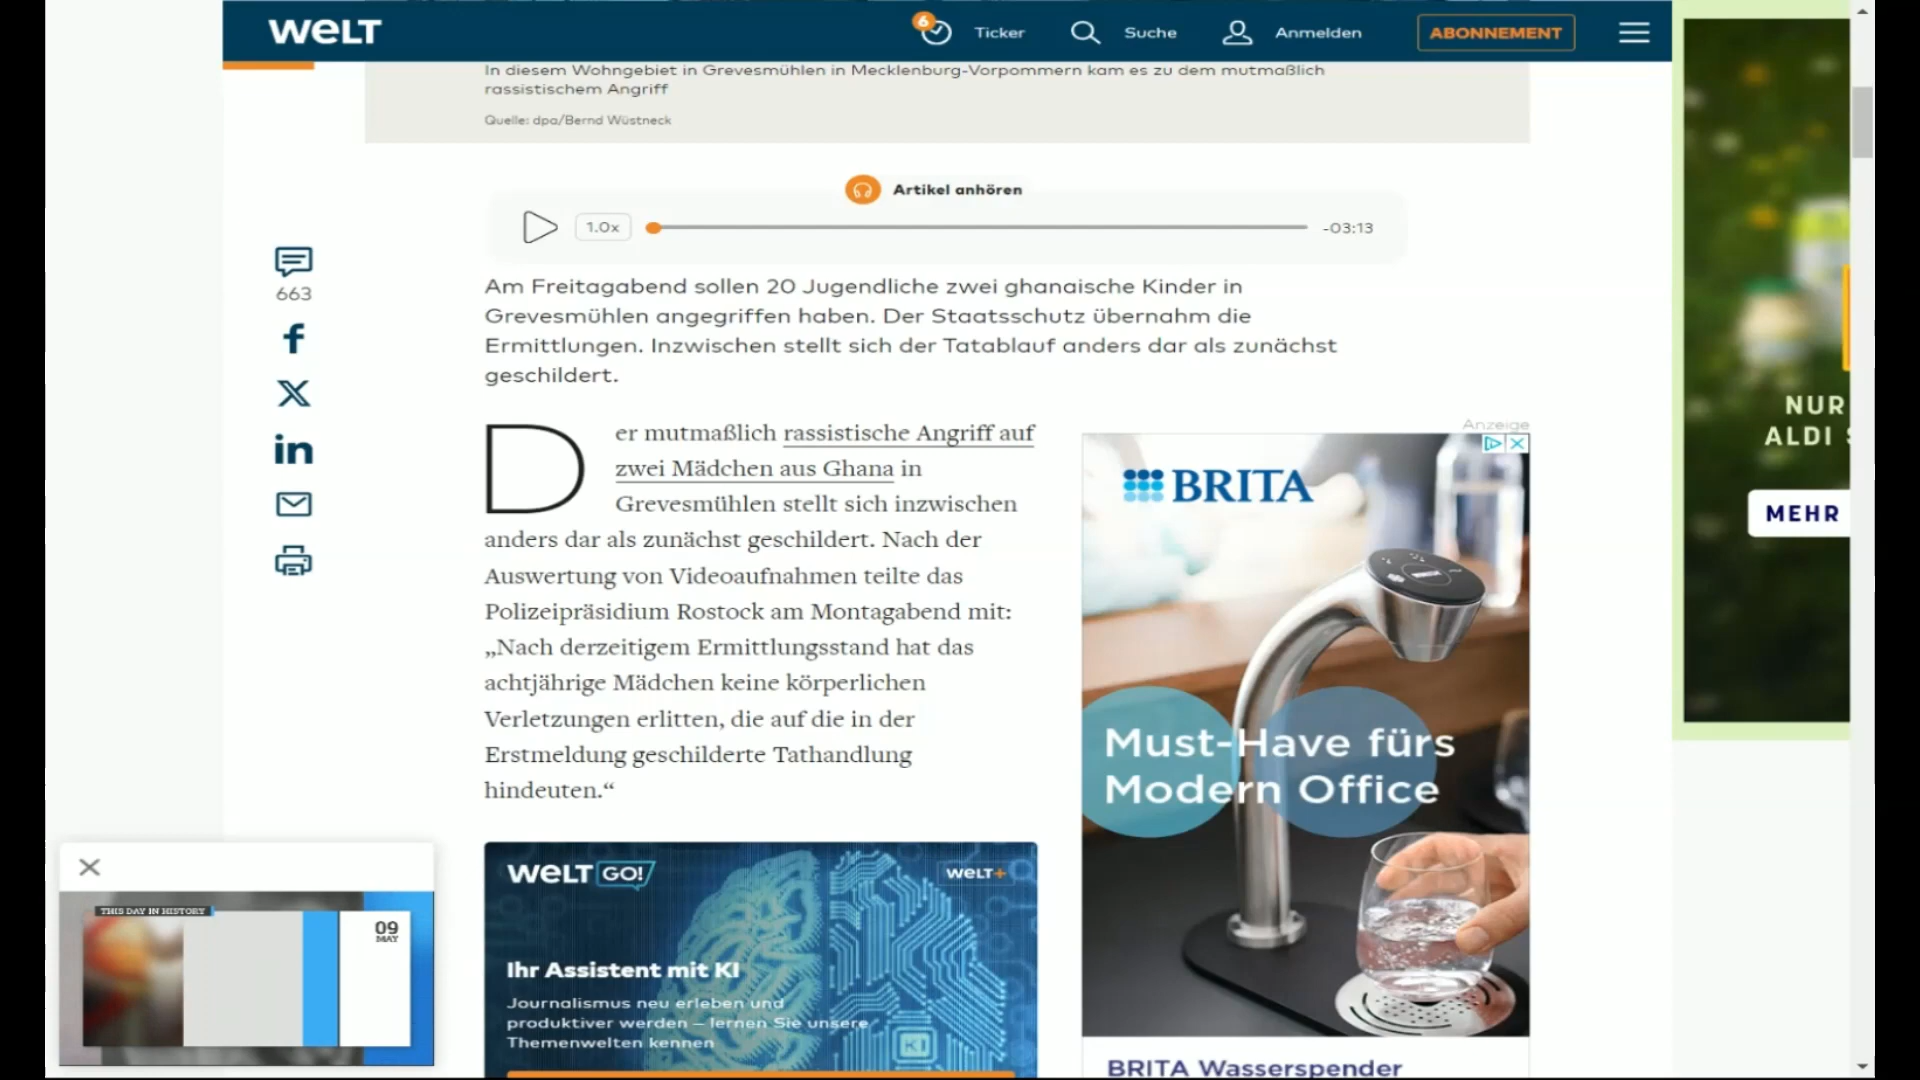 WELT
6
Ticker
Suche
Anmelden
ABONNEMENT
In diesem Wohngebiet in Grevesmühlen in Mecklenburg-Vorpommern kam es zu dem mutmaßlich
rassistischem Angriff
Quelle: dpa/Bernd Wüstneck
Artikel anhören
1.0x
-03:13
663
Am Freitagabend sollen 20 Jugendliche zwei ghanaische Kinder in
Grevesmühlen angegriffen haben. Der Staatsschutz übernahm die
Ermittlungen. Inzwischen stellt sich der Tatablauf anders dar als zunächst
geschildert.
Der mutmaßlich rassistische Angriff auf
zwei Mädchen aus Ghana in
Grevesmühlen stellt sich inzwischen
anders dar als zunächst geschildert. Nach der
Auswertung von Videoaufnahmen teilte das
Polizeipräsidium Rostock am Montagabend mit:
„Nach derzeitigem Ermittlungsstand hat das
achtjährige Mädchen keine körperlichen
Verletzungen erlitten, die auf die in der
Erstmeldung geschilderte Tathandlung
hindeuten.“
WELT GO!
WELT+
Ihr Assistent mit KI
Journalismus neu erleben und
produktiver werden – lernen Sie unsere
Themenwelten kennen
KI
Anzeige
BRITA
Must-Have fürs
Modern Office
BRITA Wasserspender
NUR
ALDI S
MEHR
THIS DAY IN HISTORY
09
MAY